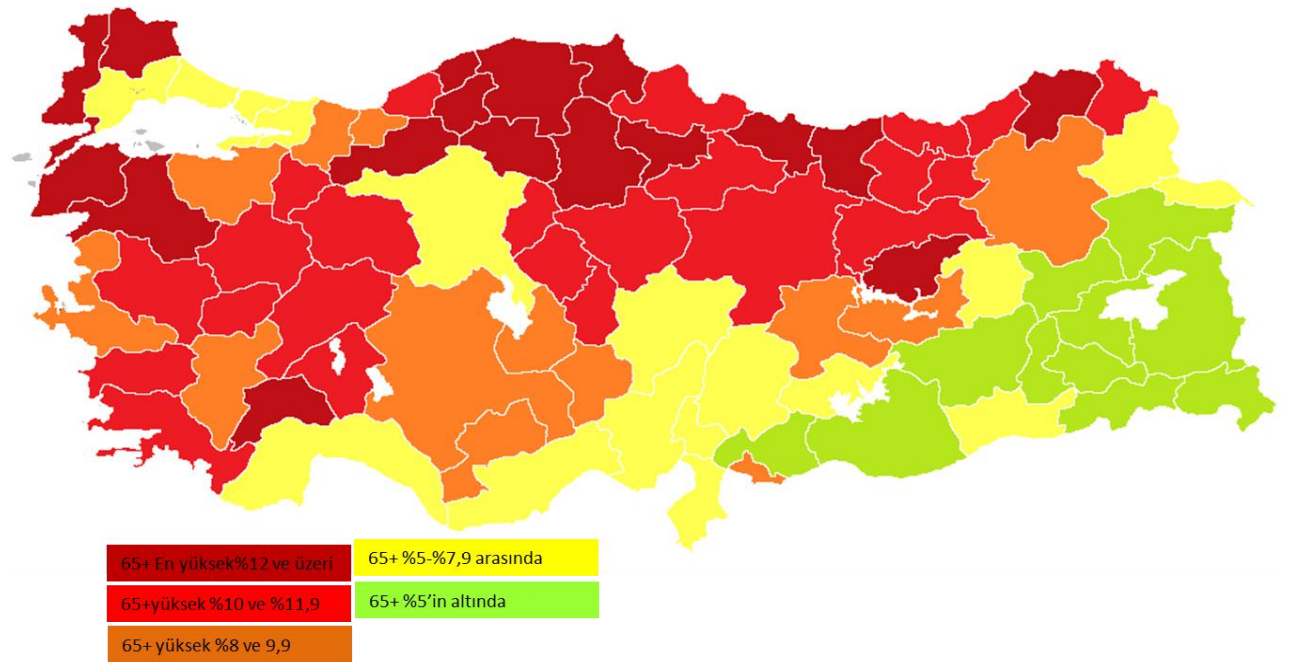 65+ En yüksek%12 ve üzeri
65+yüksek %10 ve %11,9
65+ yüksek %8 ve 9,9
65+ %5-%7,9 arasında
65+ %5’in altında